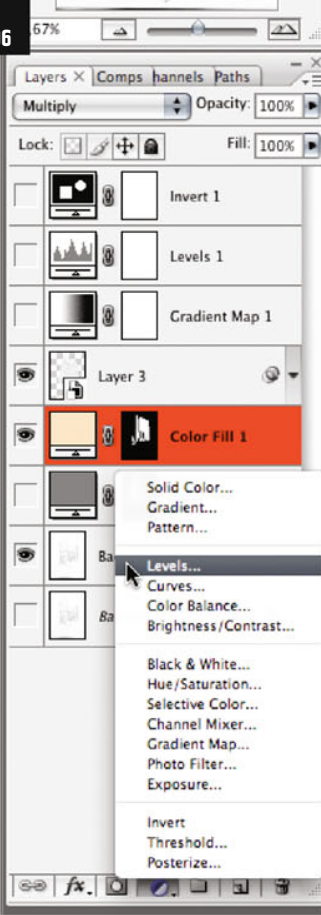 6
.67%
Layers × Comps hannels Paths
Multiply Opacity: 100%
Lock: Fill: 100%
Invert 1
Levels 1
Gradient Map 1
Layer 3
Color Fill 1
Solid Color...
Gradient...
Pattern...
Ba
Levels...
Curves...
Color Balance...
Ba
Brightness/Contrast...
Black & White...
Hue/Saturation...
Selective Color...
Channel Mixer...
Gradient Map...
Photo Filter...
Exposure...
Invert
Threshold...
Posterize...
fx.